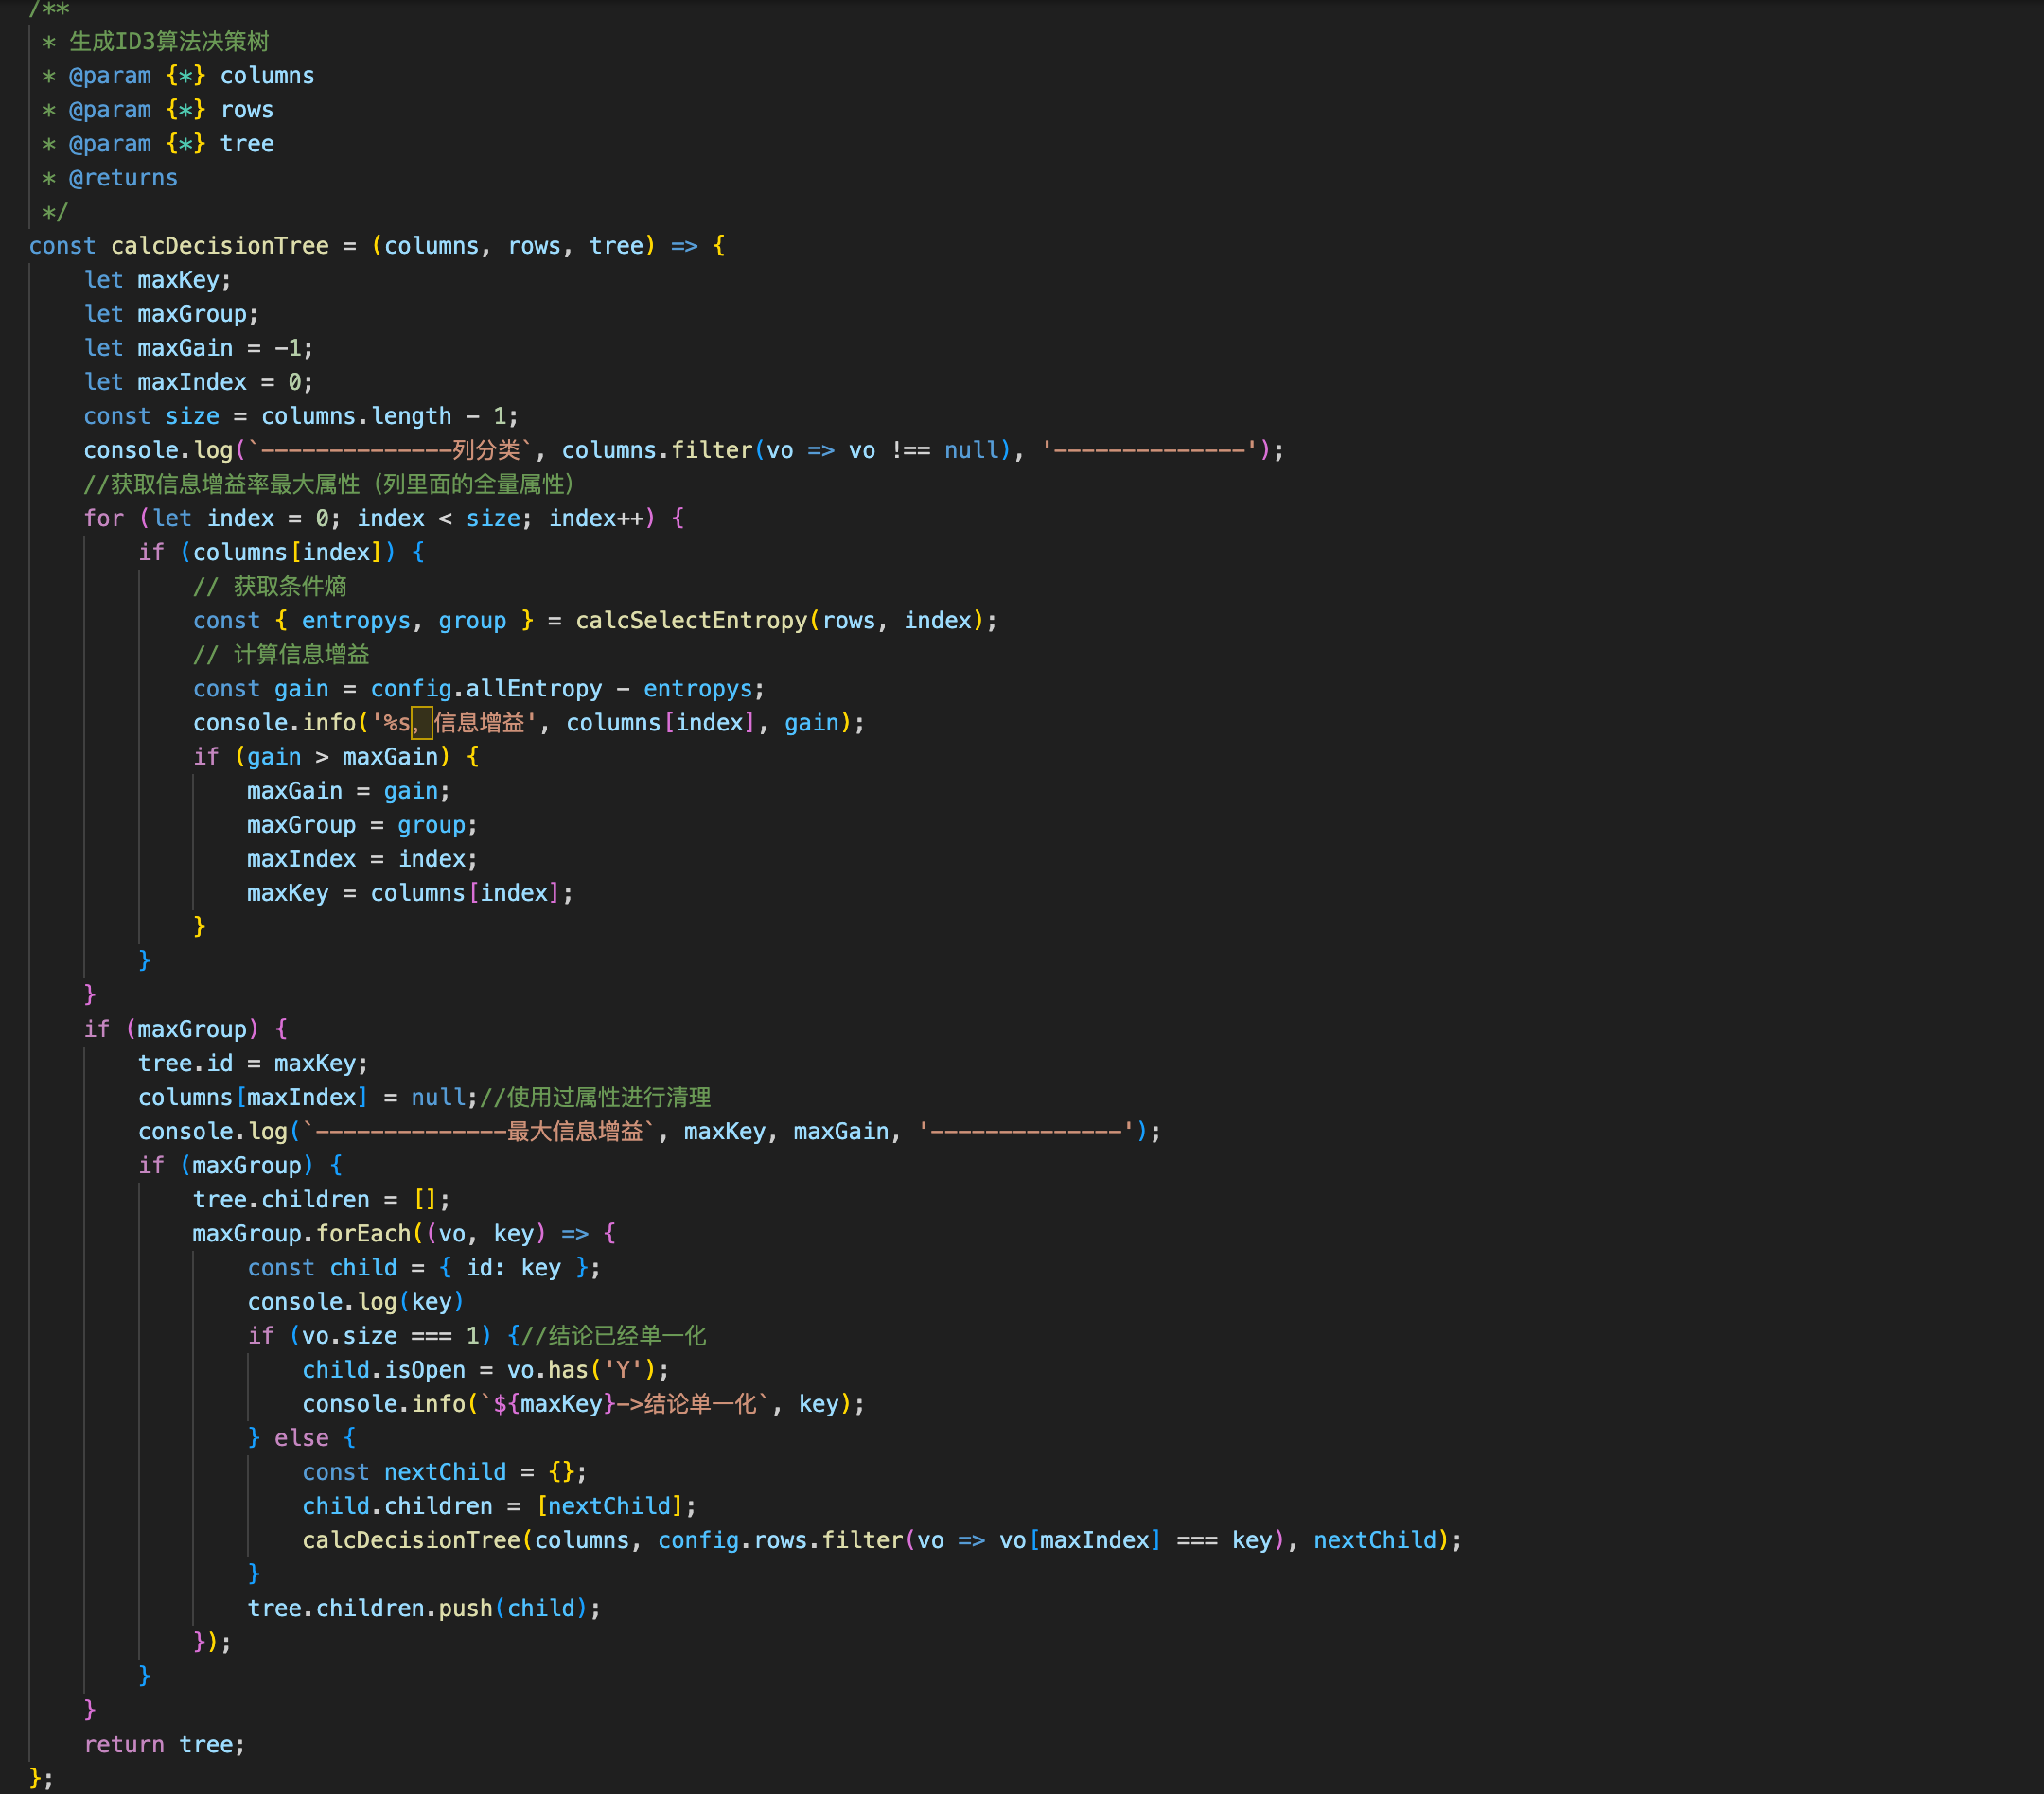 /**
 * 生成ID3算法决策树
 * @param {*} columns
 * @param {*} rows
 * @param {*} tree
 * @returns
 */
const calcDecisionTree = (columns, rows, tree) => {
    let maxKey;
    let maxGroup;
    let maxGain = -1;
    let maxIndex = 0;
    const size = columns.length - 1;
    console.log(`--------------列分类`, columns.filter(vo => vo !== null), '--------------');
    //获取信息增益率最大属性（列里面的全量属性）
    for (let index = 0; index < size; index++) {
        if (columns[index]) {
            // 获取条件熵
            const { entropys, group } = calcSelectEntropy(rows, index);
            // 计算信息增益
            const gain = config.allEntropy - entropys;
            console.info('%s，信息增益', columns[index], gain);
            if (gain > maxGain) {
                maxGain = gain;
                maxGroup = group;
                maxIndex = index;
                maxKey = columns[index];
            }
        }
    }
    if (maxGroup) {
        tree.id = maxKey;
        columns[maxIndex] = null;//使用过属性进行清理
        console.log(`--------------最大信息增益`, maxKey, maxGain, '--------------');
        if (maxGroup) {
            tree.children = [];
            maxGroup.forEach((vo, key) => {
                const child = { id: key };
                console.log(key)
                if (vo.size === 1) {//结论已经单一化
                    child.isOpen = vo.has('Y');
                    console.info(`${maxKey}->结论单一化`, key);
                } else {
                    const nextChild = {};
                    child.children = [nextChild];
                    calcDecisionTree(columns, config.rows.filter(vo => vo[maxIndex] === key), nextChild);
                }
                tree.children.push(child);
            });
        }
    }
    return tree;
};